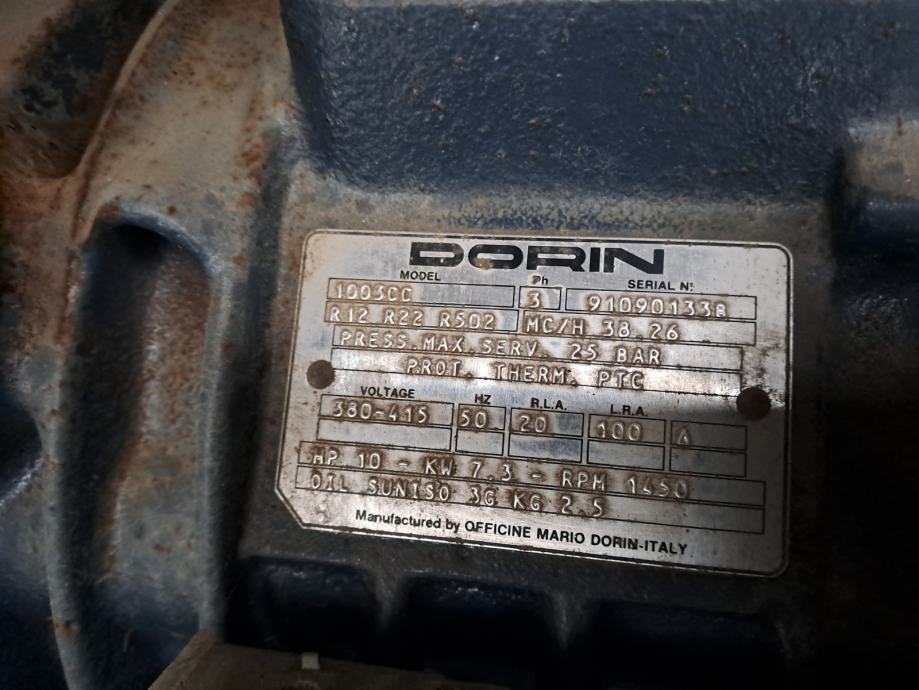 DORIN
MODEL Ph SERIAL N°
1003CC 3 91090133B
R12 R22 R502 MC/H 38.26
PRESS.MAX.SERV. 25 BAR
PROT. THERM. PTC
VOLTAGE HZ R.L.A. L.R.A.
380-415 50 20 100
HP 10 - KW 7.3 - RPM 1450
OIL SUNISO 3G KG 2.5
Manufactured by OFFICINE MARIO DORIN-ITALY